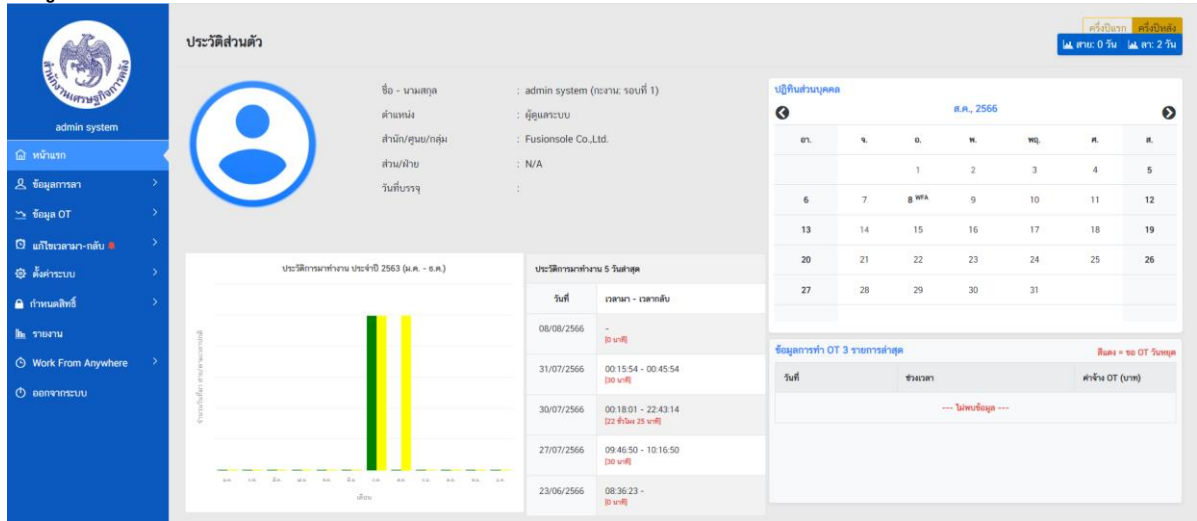 สำนักงานเศรษฐกิจการคลัง
admin system
หน้าแรก
ข้อมูลการลา
ข้อมูล OT
แก้ไขเวลามา-กลับ
ตั้งค่าระบบ
กำหนดสิทธิ์
รายงาน
Work From Anywhere
ออกจากระบบ
ประวัติส่วนตัว
ครึ่งปีแรก ครึ่งปีหลัง
สาย: 0 วัน ลา: 2 วัน
ชื่อ - นามสกุล : admin system (กะงาน: รอบที่ 1)
ตำแหน่ง : ผู้ดูแลระบบ
สำนัก/ศูนย์/กลุ่ม : Fusionsole Co.,Ltd.
ส่วน/ฝ่าย : N/A
วันที่บรรจุ :
ปฏิทินส่วนบุคคล
ส.ค., 2566
อา. จ. อ. พ. พฤ. ศ. ส.
1 2 3 4 5
6 7 8 WFA 9 10 11 12
13 14 15 16 17 18 19
20 21 22 23 24 25 26
27 28 29 30 31
ประวัติการมาทำงาน ประจำปี 2563 (ม.ค. - ธ.ค.)
เดือน
ประวัติการมาทำงาน 5 วันล่าสุด
วันที่ เวลามา - เวลากลับ
08/08/2566 -
[0 นาที]
31/07/2566 00:15:54 - 00:45:54
[30 นาที]
30/07/2566 00:18:01 - 22:43:14
[22 ชั่วโมง 25 นาที]
27/07/2566 09:46:50 - 10:16:50
[30 นาที]
23/06/2566 08:36:23 -
[0 นาที]
ข้อมูลการทำ OT 3 รายการล่าสุด สีแดง = ขอ OT วันหยุด
วันที่ ช่วงเวลา ค่าจ้าง OT (บาท)
--- ไม่พบข้อมูล ---